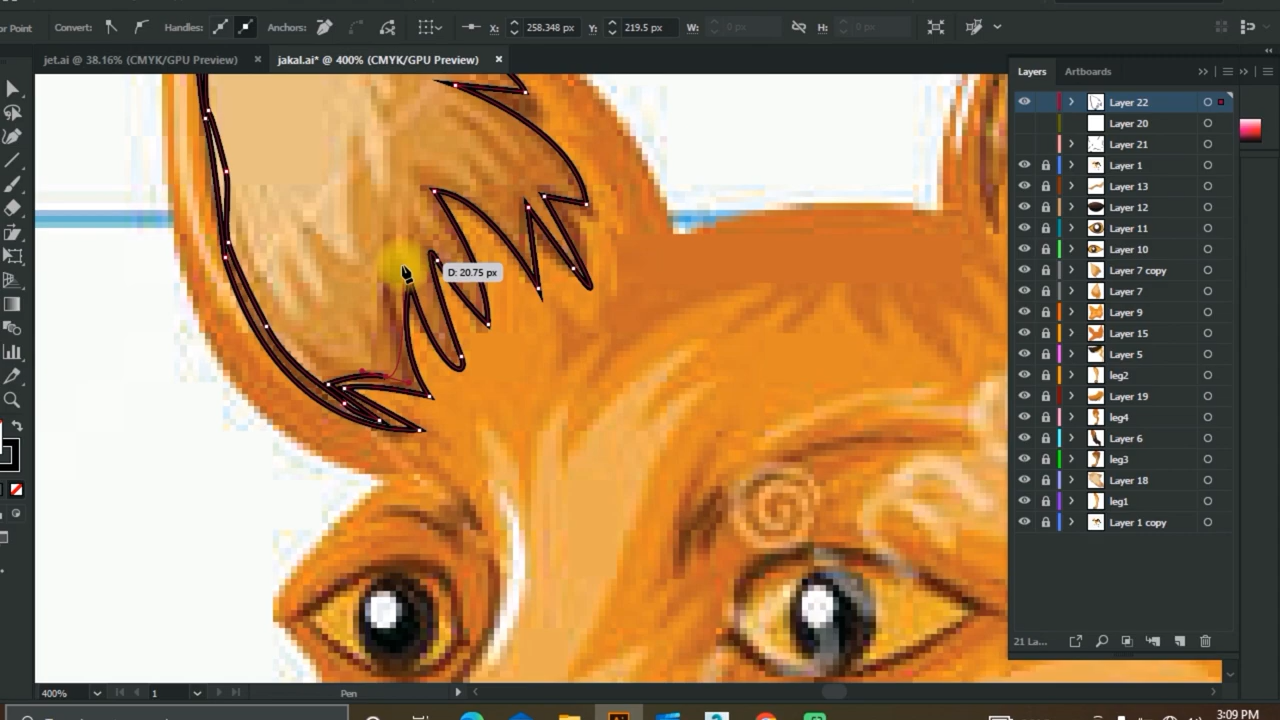 or Point Convert: Handles: Anchors: X: 258.348 px Y: 219.5 px W: 0 px H: 0 px
jet.ai @ 38.16% (CMYK/GPU Preview) × jakal.ai* @ 400% (CMYK/GPU Preview) ×
Layers Artboards
Layer 22
Layer 20
Layer 21
Layer 1
Layer 13
Layer 12
Layer 11
Layer 10
Layer 7 copy
D: 20.75 px
Layer 7
Layer 9
Layer 15
Layer 5
leg2
Layer 19
leg4
Layer 6
leg3
Layer 18
leg1
Layer 1 copy
21 La...
400% 1 Pen
3:09 PM